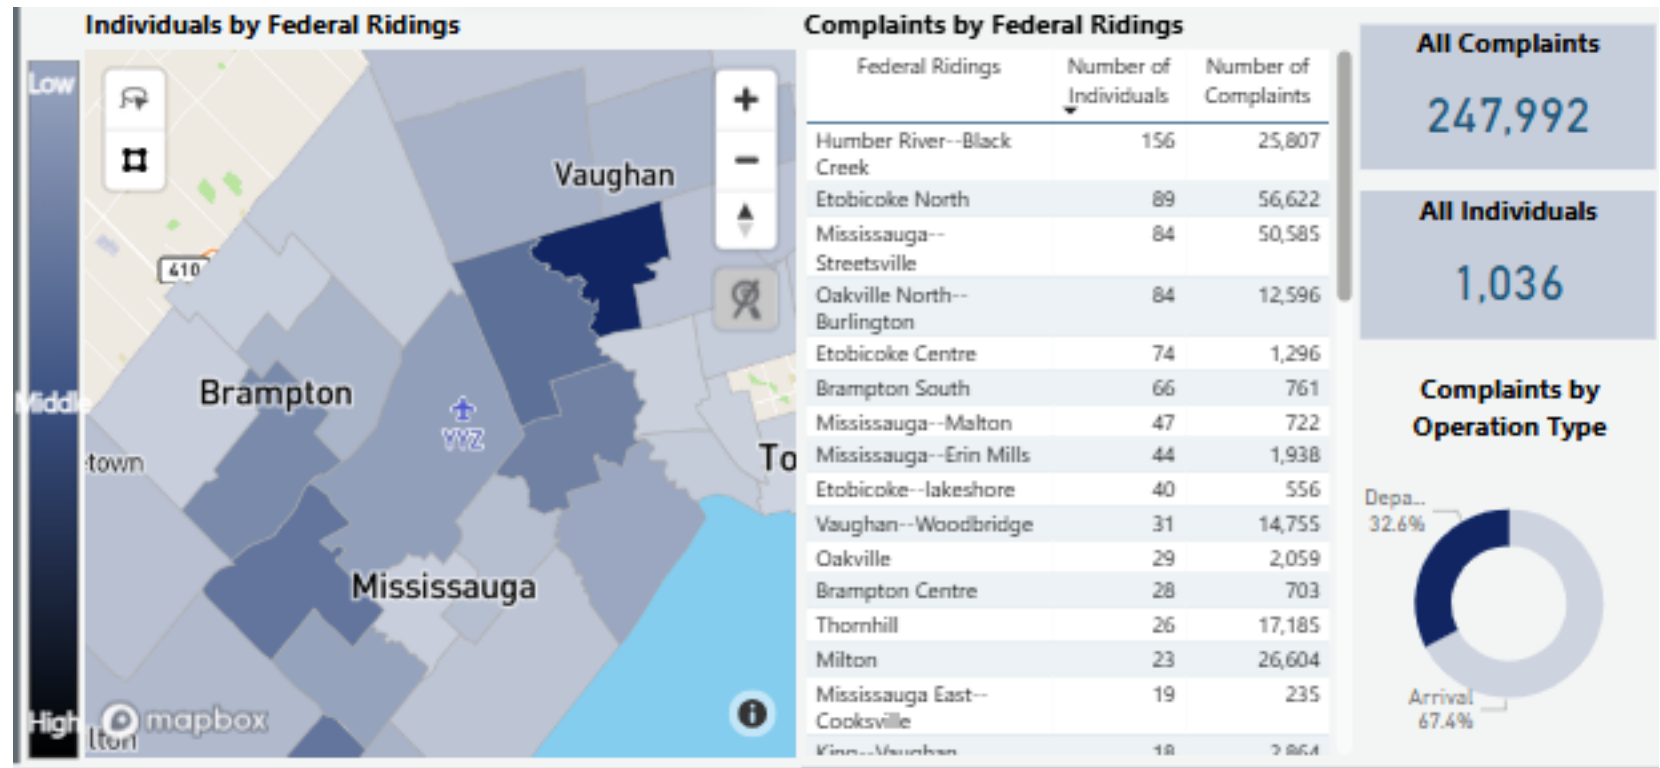 Individuals by Federal Ridings
Low
Middle
High
410
Vaughan
Brampton
YYZ
town
To
Mississauga
mapbox
lton
Complaints by Federal Ridings
Federal Ridings Number of Individuals Number of Complaints
Humber River--Black Creek 156 25,807
Etobicoke North 89 56,622
Mississauga--Streetsville 84 50,585
Oakville North--Burlington 84 12,596
Etobicoke Centre 74 1,296
Brampton South 66 761
Mississauga--Malton 47 722
Mississauga--Erin Mills 44 1,938
Etobicoke--lakeshore 40 556
Vaughan--Woodbridge 31 14,755
Oakville 29 2,059
Brampton Centre 28 703
Thornhill 26 17,185
Milton 23 26,604
Mississauga East--Cooksville 19 235
King--Vaughan 18 2,864
All Complaints
247,992
All Individuals
1,036
Complaints by
Operation Type
Depa...
32.6%
Arrival
67.4%